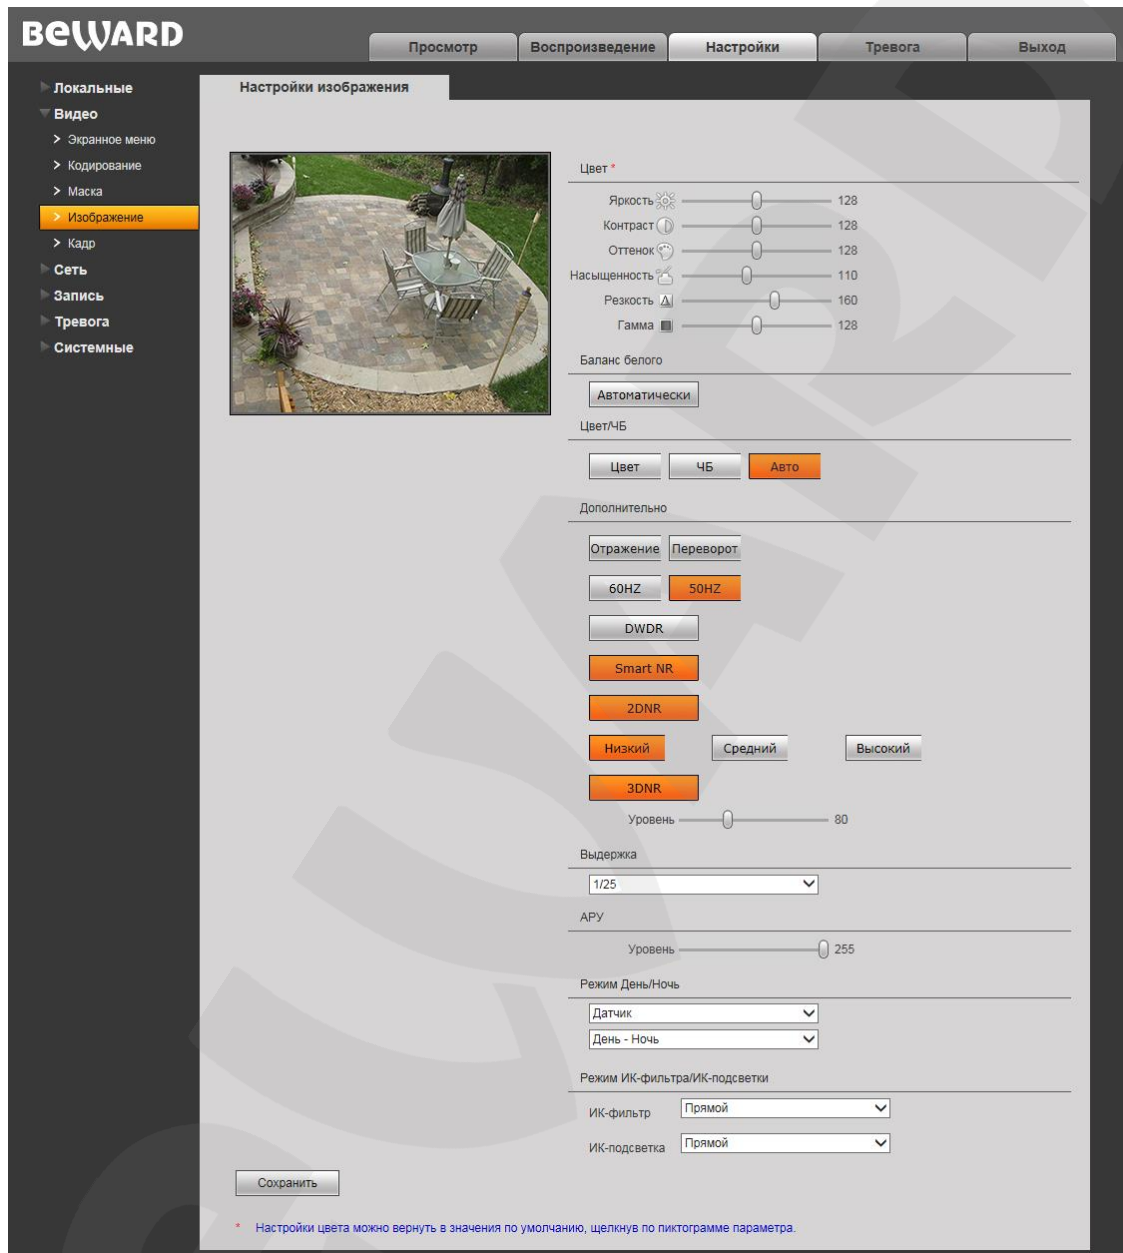 BEWARD
Просмотр Воспроизведение Настройки Тревога Выход
Локальные
Видео
Экранное меню
Кодирование
Маска
Изображение
Кадр
Сеть
Запись
Тревога
Системные
Настройки изображения
Цвет *
Яркость 128
Контраст 128
Оттенок 128
Насыщенность 110
Резкость 160
Гамма 128
Баланс белого
Автоматически
Цвет/ЧБ
Цвет ЧБ Авто
Дополнительно
Отражение Переворот
60HZ 50HZ
DWDR
Smart NR
2DNR
Низкий Средний Высокий
3DNR
Уровень 80
Выдержка
1/25
АРУ
Уровень 255
Режим День/Ночь
Датчик
День - Ночь
Режим ИК-фильтра/ИК-подсветки
ИК-фильтр Прямой
ИК-подсветка Прямой
Сохранить
* Настройки цвета можно вернуть в значения по умолчанию, щелкнув по пиктограмме параметра.